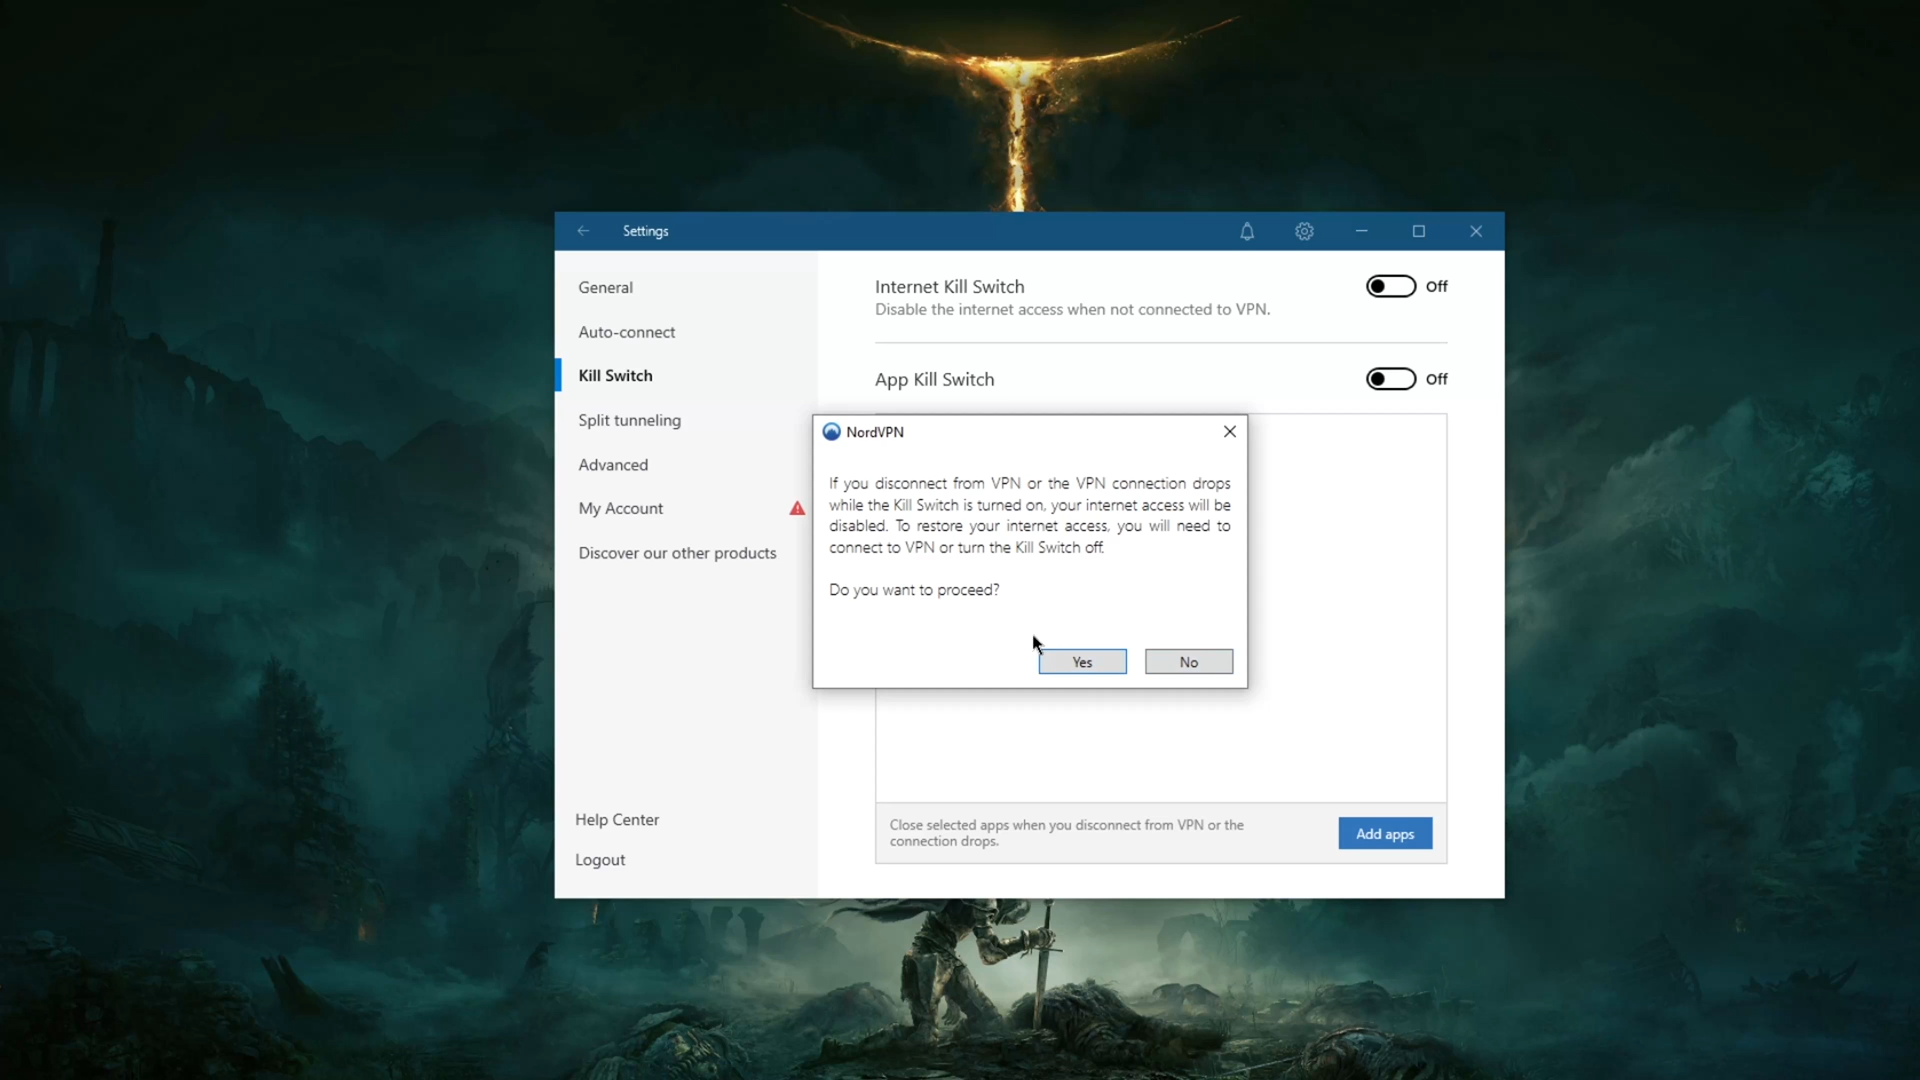 Settings
General
Auto-connect
Kill Switch
Split tunneling
Advanced
My Account
Discover our other products
Help Center
Logout
Internet Kill Switch
Off
Disable the internet access when not connected to VPN.
App Kill Switch
Off
NordVPN
If you disconnect from VPN or the VPN connection drops
while the Kill Switch is turned on, your internet access will be
disabled. To restore your internet access, you will need to
connect to VPN or turn the Kill Switch off.
Do you want to proceed?
Yes
No
Close selected apps when you disconnect from VPN or the
connection drops.
Add apps